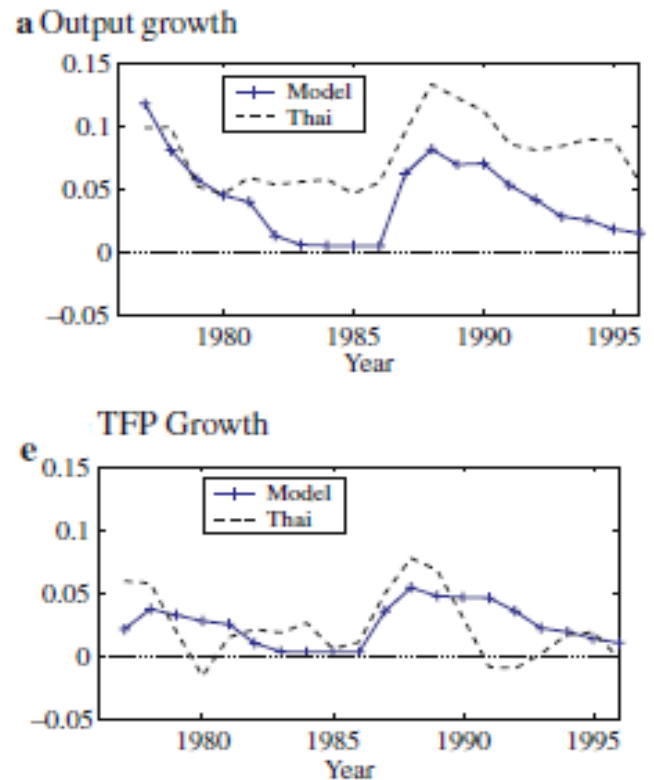 a Output growth
0.15
Model
Thai
0.1
0.05
0
−0.05
1980 1985 1990 1995
Year
TFP Growth
e
0.15
Model
Thai
0.1
0.05
0
−0.05
1980 1985 1990 1995
Year